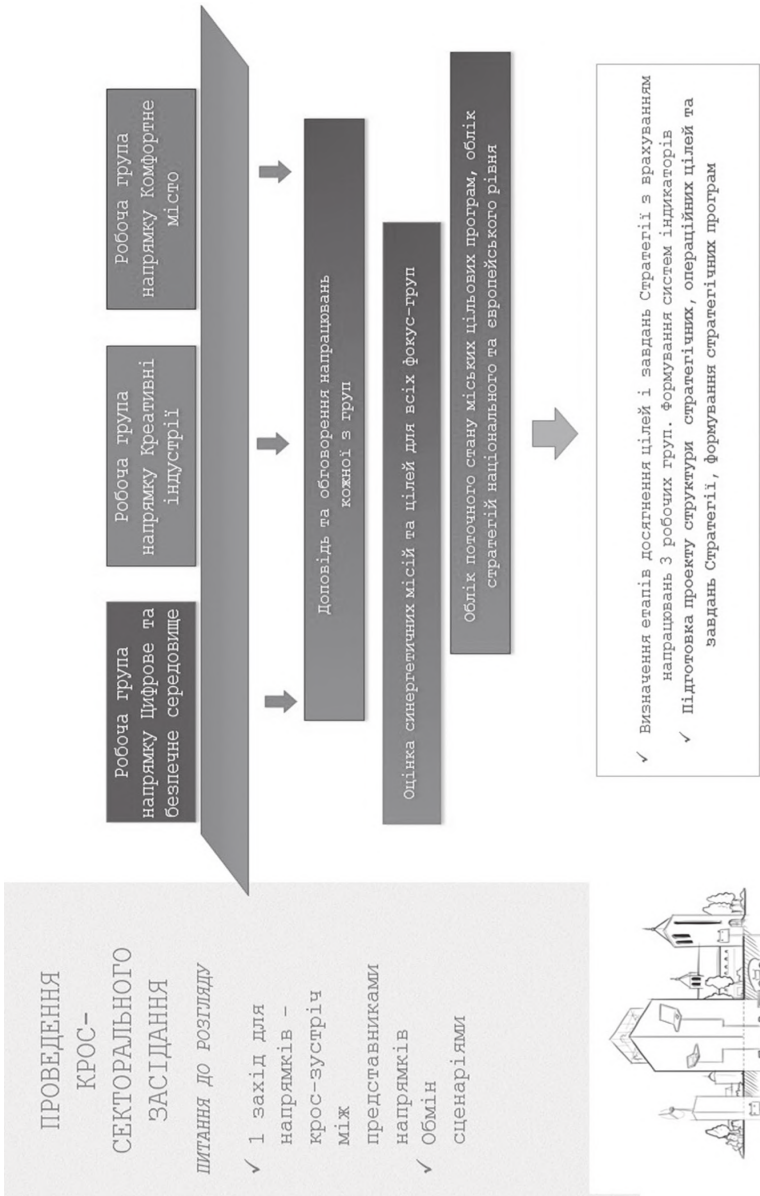 ПРОВЕДЕННЯ
КРОС-
СЕКТОРАЛЬНОГО
ЗАСІДАННЯ
ПИТАННЯ ДО РОЗГЛЯДУ
✓ 1 захід для
напрямків –
крос-зустріч
між
представниками
напрямків
✓ Обмін
сценаріями
Робоча група
напрямку Цифрове та
безпечне середовище
Робоча група
напрямку Креативні
індустрії
Робоча група
напрямку Комфортне
місто
Доповідь та обговорення напрацювань
кожної з груп
Оцінка синергетичних місій та цілей для всіх фокус-груп
Облік поточного стану міських цільових програм, облік
стратегій національного та європейського рівня
✓ Визначення етапів досягнення цілей і завдань Стратегії з врахуванням
напрацювань 3 робочих груп. Формування систем індикаторів
✓ Підготовка проекту структури стратегічних, операційних цілей та
завдань Стратегії, формування стратегічних програм